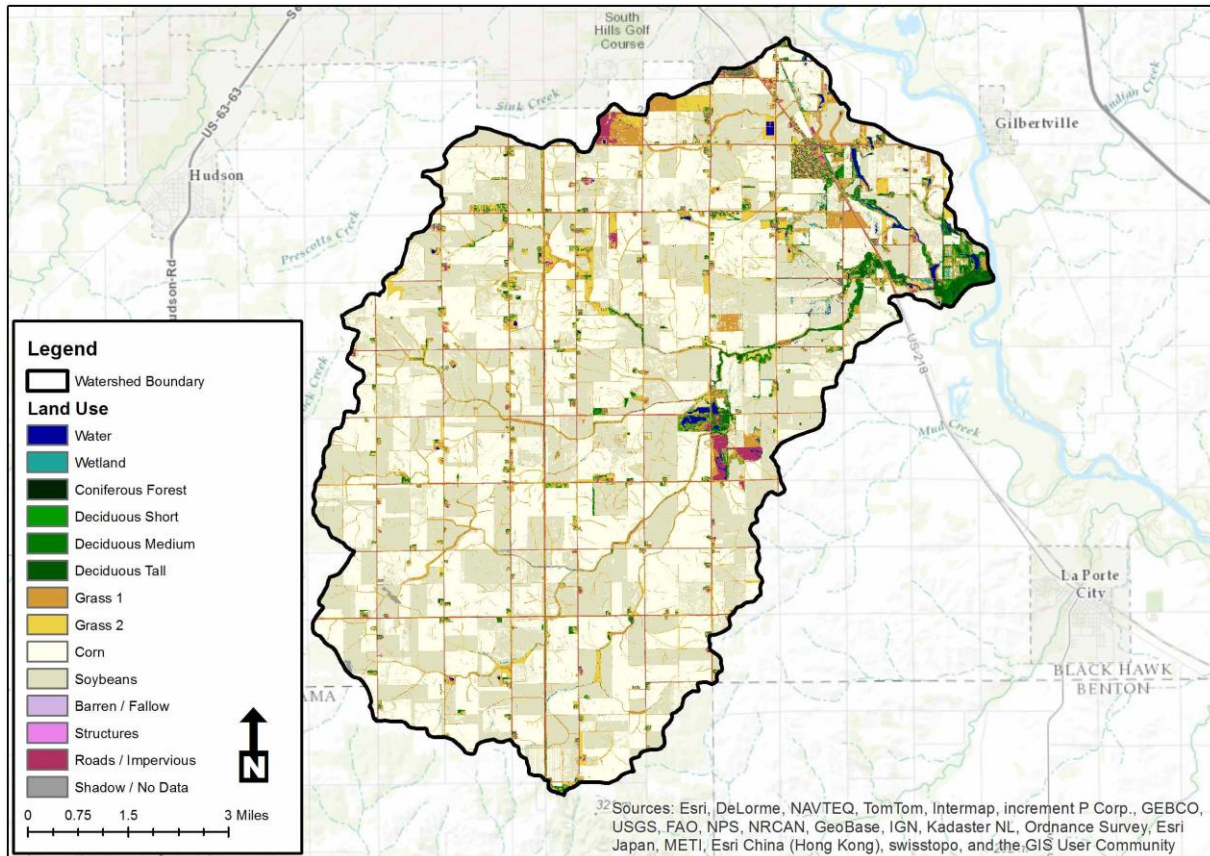 South
Hills Golf
Course
US-63-63
Sink Creek
Indian Creek
Gilbertville
Hudson
Prescotts Creek
US-218
Mud Creek
La Porte
City
BLACK HAWK
BENTON
Legend
Watershed Boundary
Land Use
Water
Wetland
Coniferous Forest
Deciduous Short
Deciduous Medium
Deciduous Tall
Grass 1
Grass 2
Corn
Soybeans
Barren / Fallow
Structures
Roads / Impervious
Shadow / No Data
N
0 0.75 1.5 3 Miles
Sources: Esri, DeLorme, NAVTEQ, TomTom, Intermap, increment P Corp., GEBCO,
USGS, FAO, NPS, NRCAN, GeoBase, IGN, Kadaster NL, Ordnance Survey, Esri
Japan, METI, Esri China (Hong Kong), swisstopo, and the GIS User Community